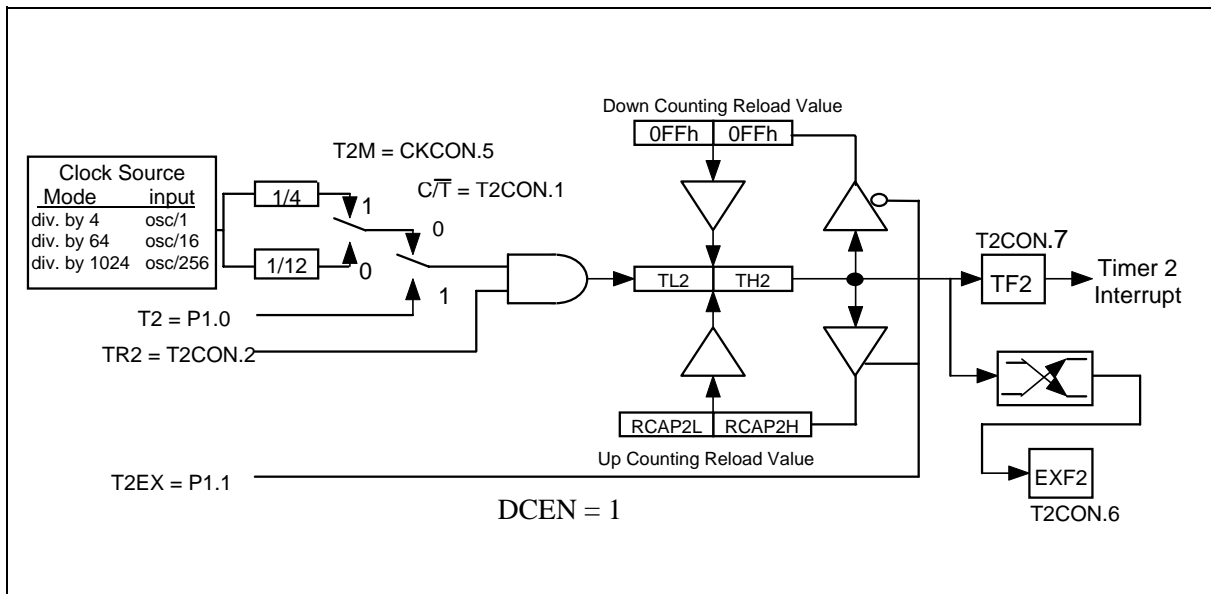 Down Counting Reload Value
0FFh 0FFh
T2M = CKCON.5
C/T̅ = T2CON.1
Clock Source
Mode input
div. by 4 osc/1
div. by 64 osc/16
div. by 1024 osc/256
1/4
1
0
1/12
0
1
T2CON.7
TL2 TH2
TF2
Timer 2
Interrupt
T2 = P1.0
TR2 = T2CON.2
RCAP2L RCAP2H
Up Counting Reload Value
T2EX = P1.1
EXF2
T2CON.6
DCEN = 1